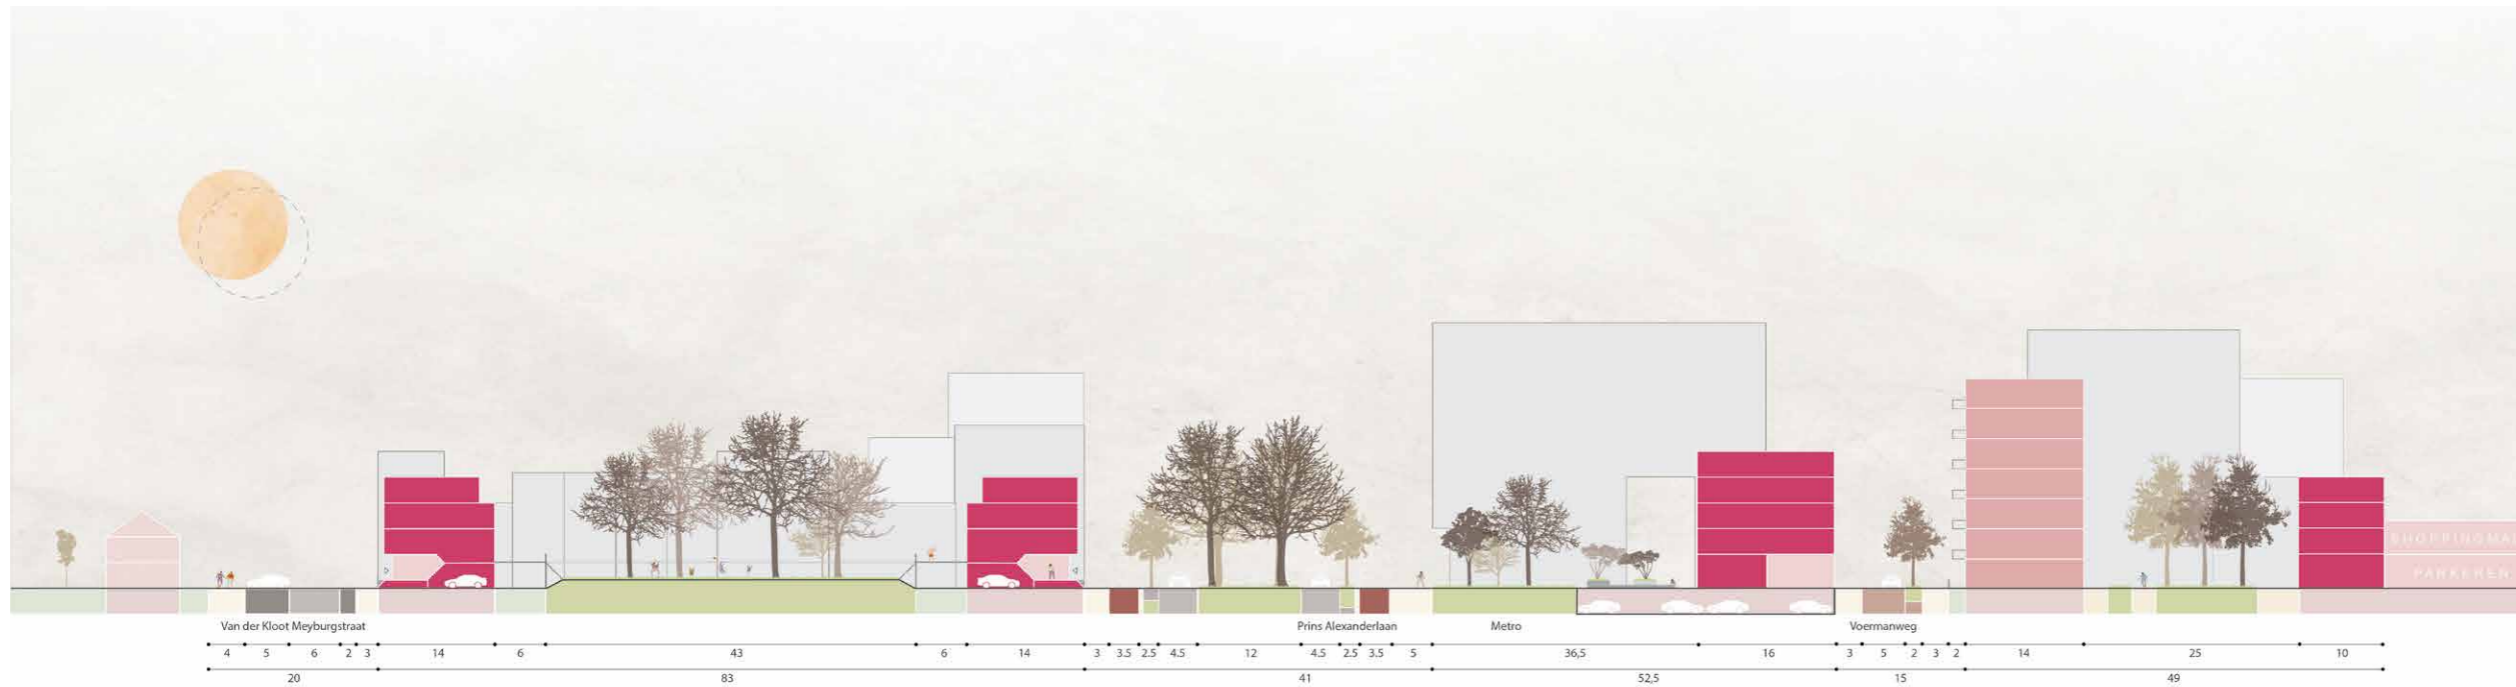 SHOPPINGMA
PARKEREN
Van der Kloot Meyburgstraat Prins Alexanderlaan Metro Voermanweg
4 5 6 2 3 14 6 43 6 14 3 3.5 2.5 4.5 12 4.5 2.5 3.5 5 36,5 16 3 5 2 3 2 14 25 10
20 83 41 52,5 15 49